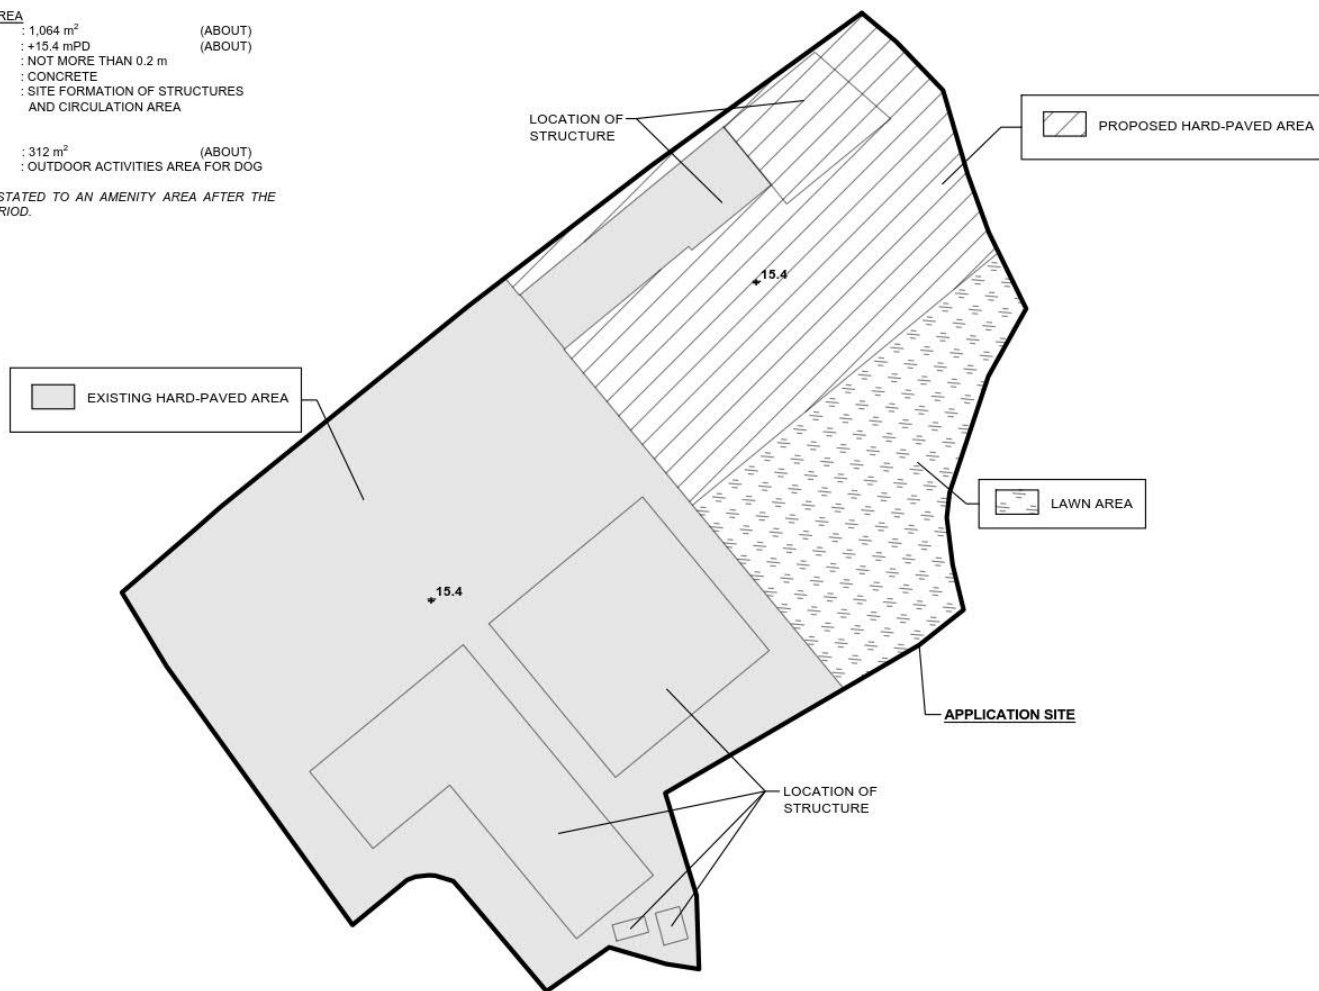 REA
: 1,064 m² (ABOUT)
: +15.4 mPD (ABOUT)
: NOT MORE THAN 0.2 m
: CONCRETE
: SITE FORMATION OF STRUCTURES
AND CIRCULATION AREA
: 312 m² (ABOUT)
: OUTDOOR ACTIVITIES AREA FOR DOG
STATED TO AN AMENITY AREA AFTER THE
RIOD.
LOCATION OF
STRUCTURE
PROPOSED HARD-PAVED AREA
15.4
EXISTING HARD-PAVED AREA
LAWN AREA
15.4
APPLICATION SITE
LOCATION OF
STRUCTURE